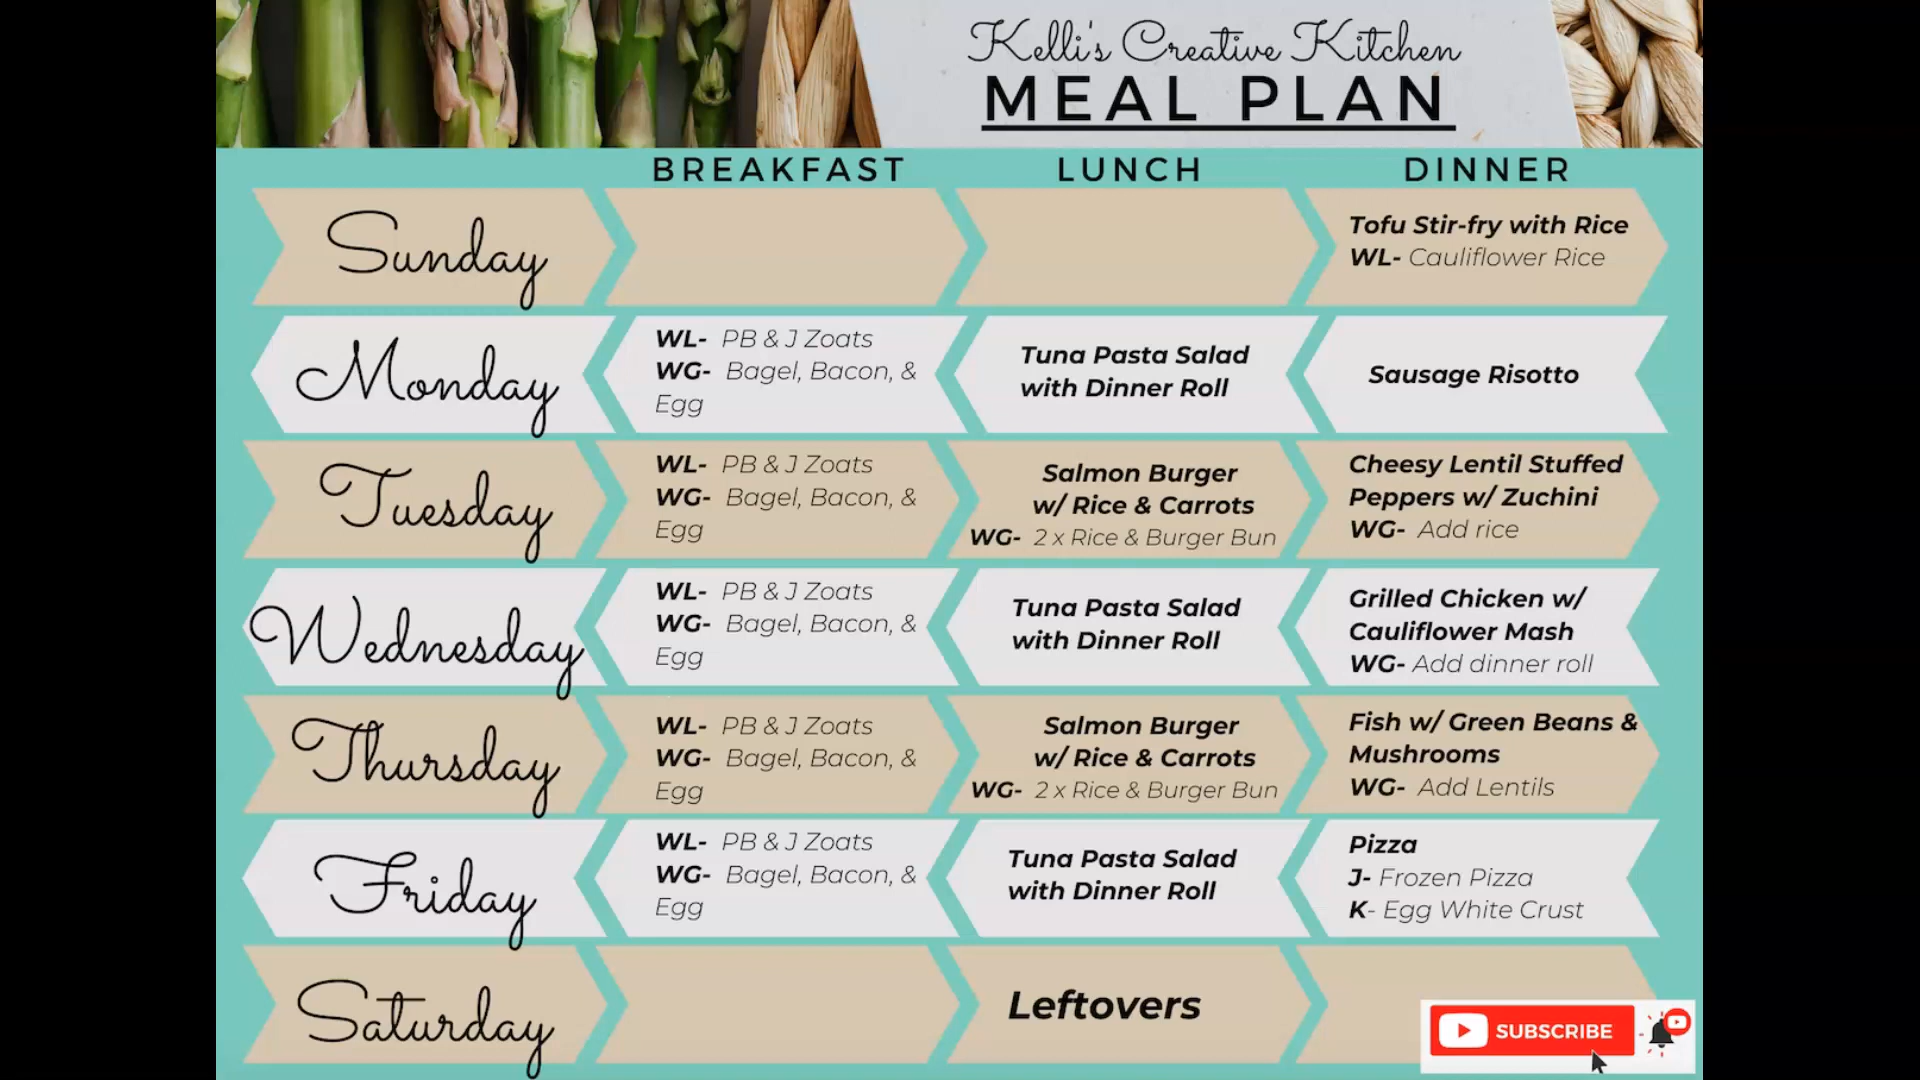 Kelli's Creative Kitchen
MEAL PLAN
BREAKFAST
LUNCH
DINNER
Sunday
Tofu Stir-fry with Rice
WL- Cauliflower Rice
Monday
WL- PB & J Zoats
WG- Bagel, Bacon, &
Egg
Tuna Pasta Salad
with Dinner Roll
Sausage Risotto
Tuesday
WL- PB & J Zoats
WG- Bagel, Bacon, &
Egg
Salmon Burger
w/ Rice & Carrots
WG- 2 x Rice & Burger Bun
Cheesy Lentil Stuffed
Peppers w/ Zuchini
WG- Add rice
Wednesday
WL- PB & J Zoats
WG- Bagel, Bacon, &
Egg
Tuna Pasta Salad
with Dinner Roll
Grilled Chicken w/
Cauliflower Mash
WG- Add dinner roll
Thursday
WL- PB & J Zoats
WG- Bagel, Bacon, &
Egg
Salmon Burger
w/ Rice & Carrots
WG- 2 x Rice & Burger Bun
Fish w/ Green Beans &
Mushrooms
WG- Add Lentils
Friday
WL- PB & J Zoats
WG- Bagel, Bacon, &
Egg
Tuna Pasta Salad
with Dinner Roll
Pizza
J- Frozen Pizza
K- Egg White Crust
Saturday
Leftovers
SUBSCRIBE